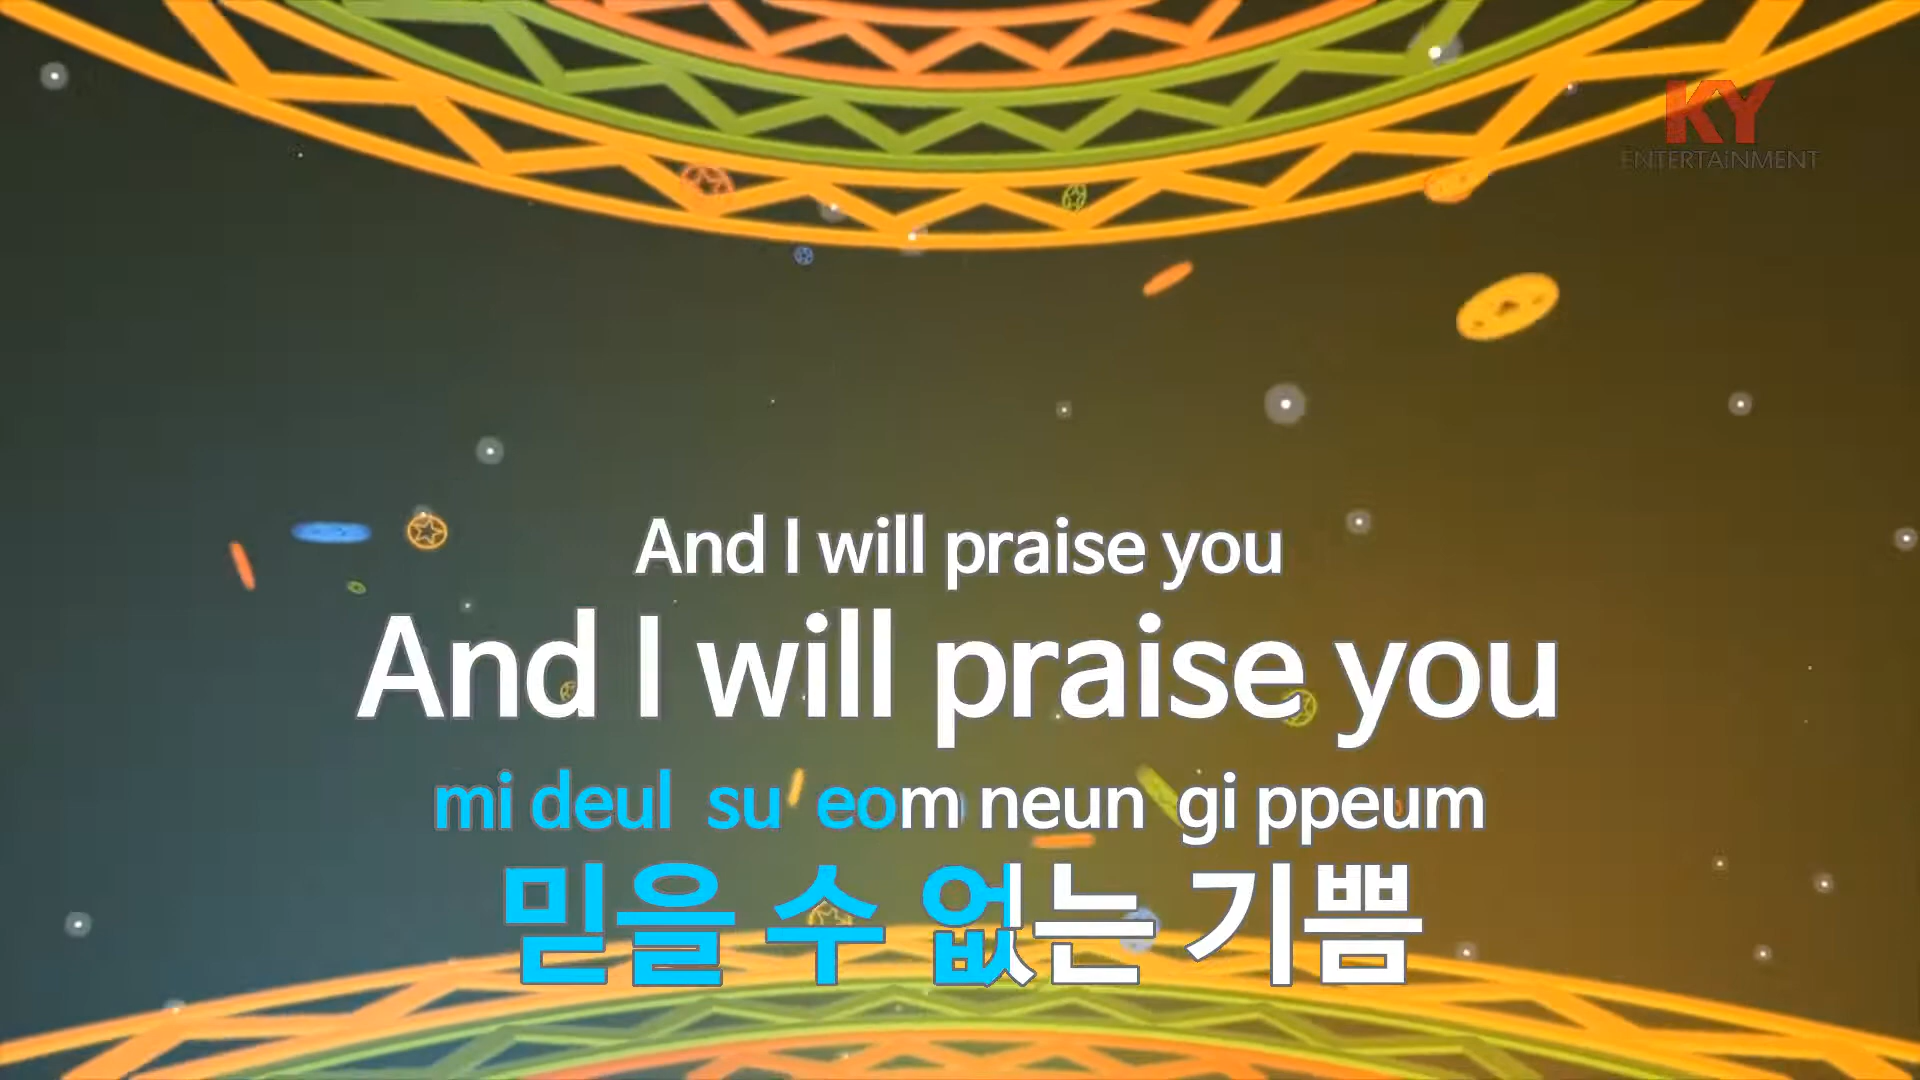 KY
ENTERTAiNMENT
And I will praise you
And I will praise you
mi deul su eom neun gi ppeum
믿을 수 없는 기쁨